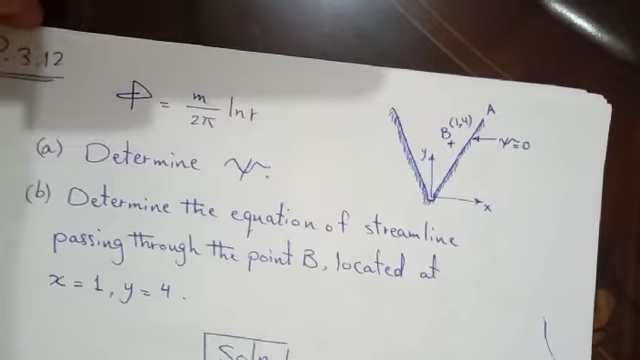 P.3.12
Φ = m/2π ln r
(a) Determine ψ.
(b) Determine the equation of streamline
passing through the point B, located at
x = 1, y = 4.
A
(1,4)
B
ψ=0
y
x
Soln